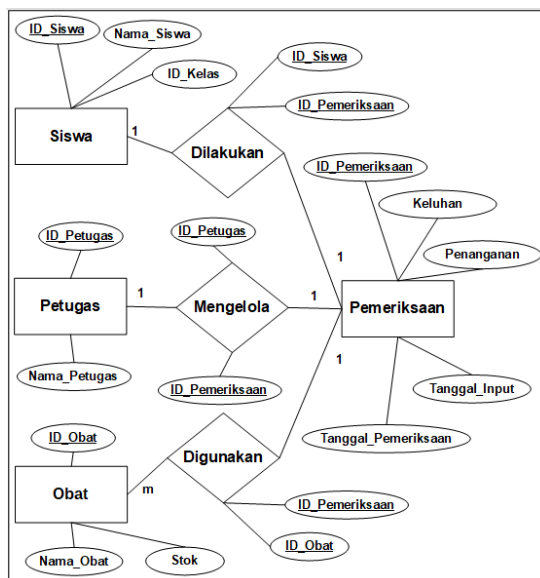 ID_Siswa
Nama_Siswa
ID_Kelas
Siswa
1
Dilakukan
ID_Siswa
ID_Pemeriksaan
1
ID_Petugas
Petugas
Nama_Petugas
1
ID_Petugas
Mengelola
ID_Pemeriksaan
1
ID_Pemeriksaan
Keluhan
Penanganan
Pemeriksaan
Tanggal_Input
Tanggal_Pemeriksaan
1
ID_Obat
Obat
m
Nama_Obat
Stok
Digunakan
ID_Pemeriksaan
ID_Obat